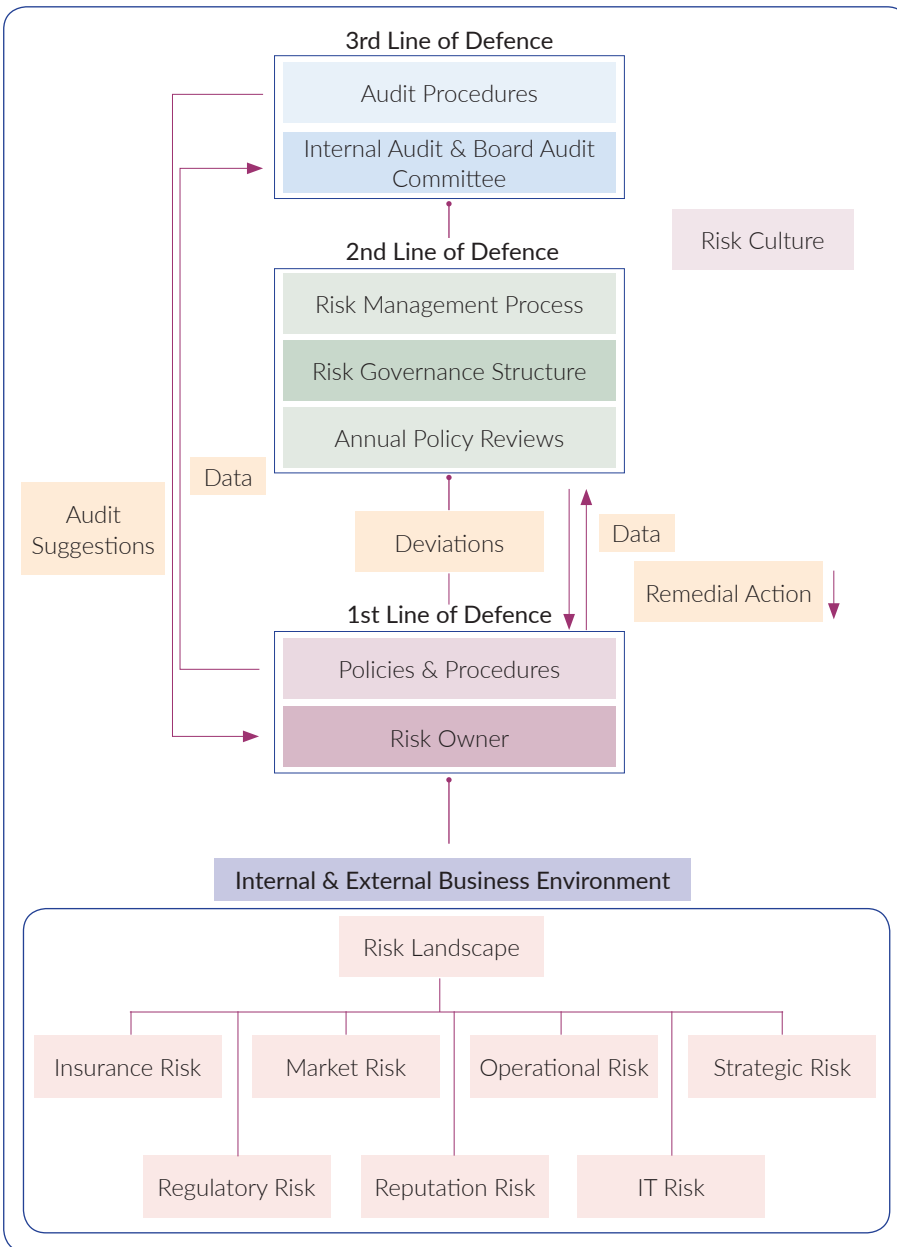 3rd Line of Defence
Audit Procedures
Internal Audit & Board Audit
Committee
Risk Culture
2nd Line of Defence
Risk Management Process
Risk Governance Structure
Annual Policy Reviews
Data
Audit
Suggestions
Deviations
Data
Remedial Action
1st Line of Defence
Policies & Procedures
Risk Owner
Internal & External Business Environment
Risk Landscape
Insurance Risk
Market Risk
Operational Risk
Strategic Risk
Regulatory Risk
Reputation Risk
IT Risk